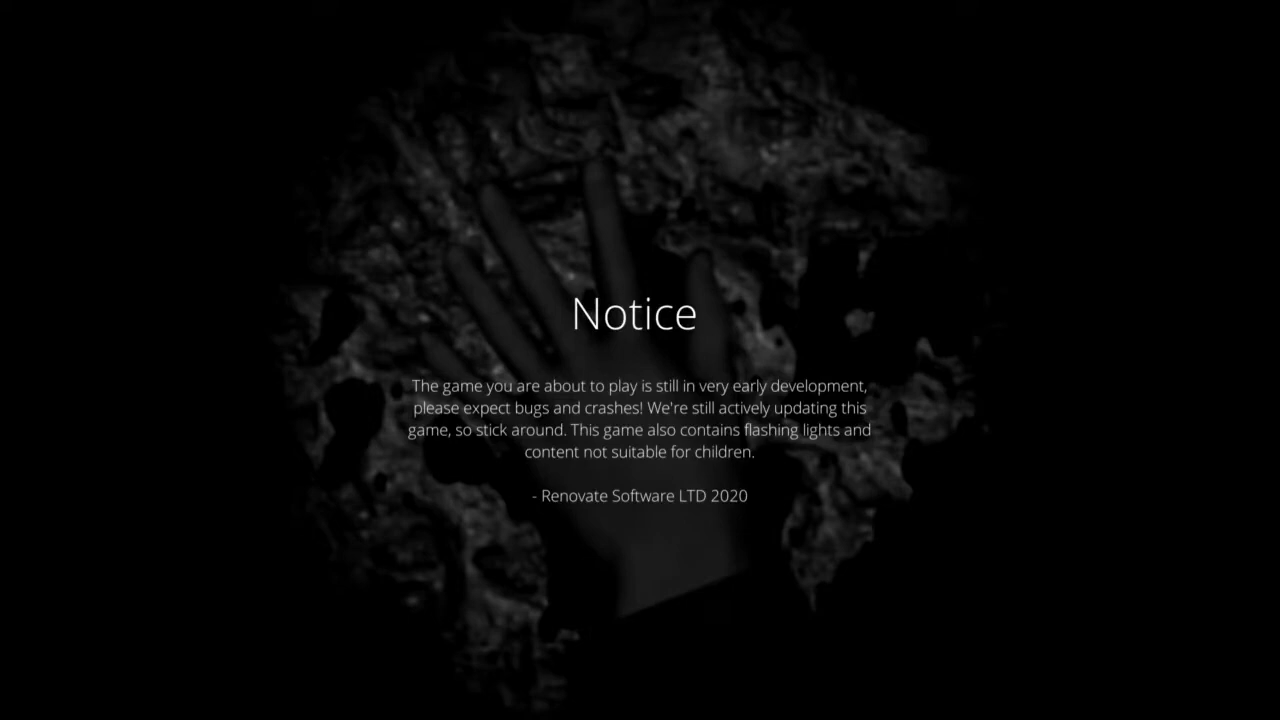 Notice
The game you are about to play is still in very early development,
please expect bugs and crashes! We're still actively updating this
game, so stick around. This game also contains flashing lights and
content not suitable for children.
- Renovate Software LTD 2020